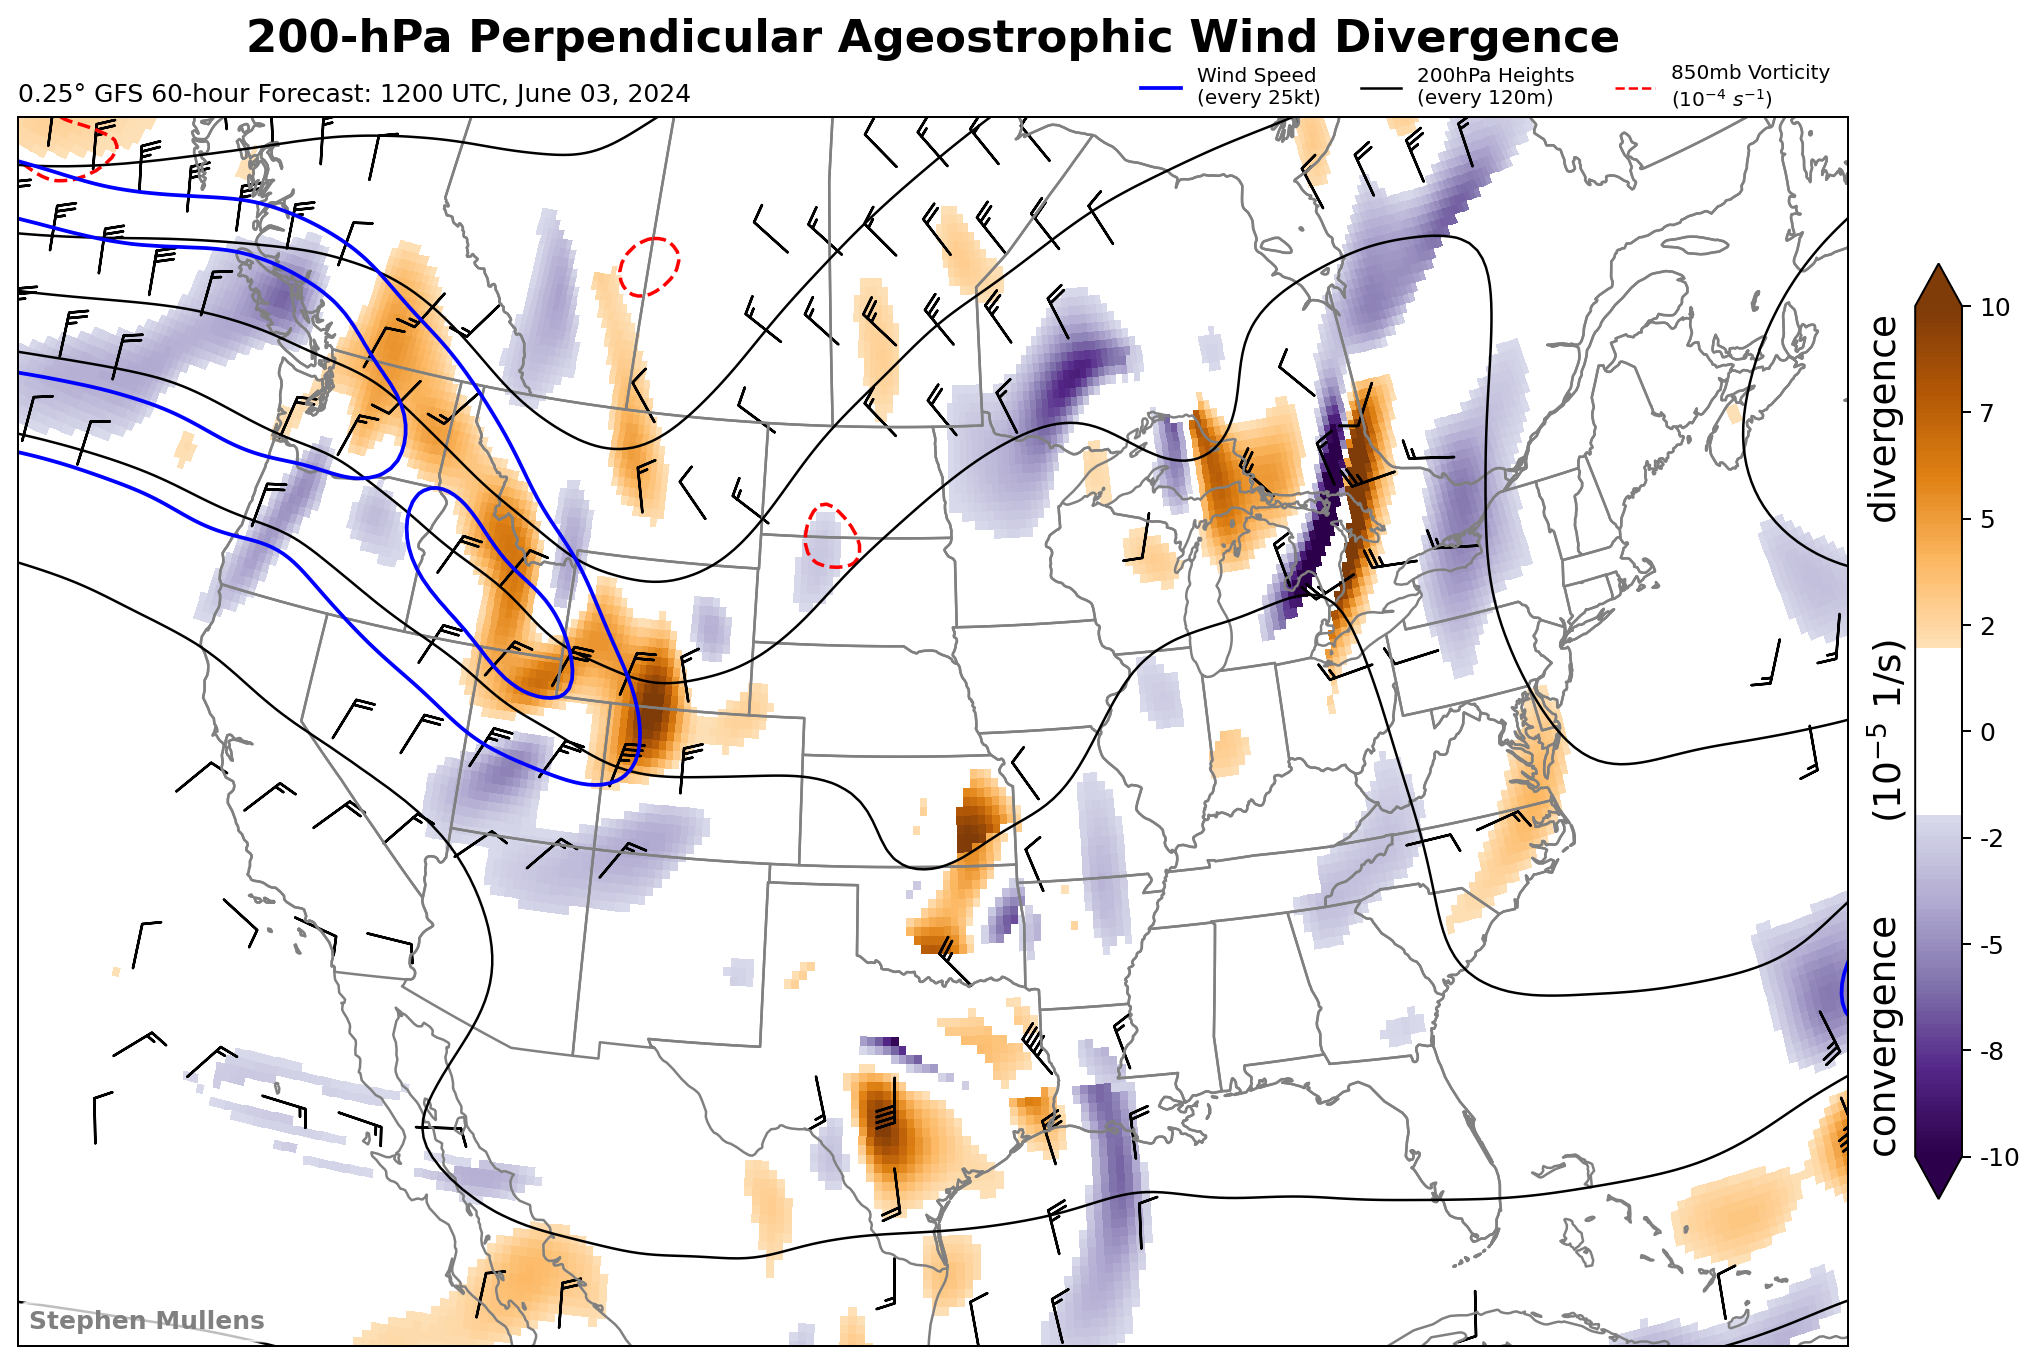 200-hPa Perpendicular Ageostrophic Wind Divergence
0.25° GFS 60-hour Forecast: 1200 UTC, June 03, 2024
Wind Speed
(every 25kt)
200hPa Heights
(every 120m)
850mb Vorticity
(10⁻⁴ s⁻¹)
10
7
5
2
0
-2
-5
-8
-10
convergence (10⁻⁵ 1/s) divergence
Stephen Mullens